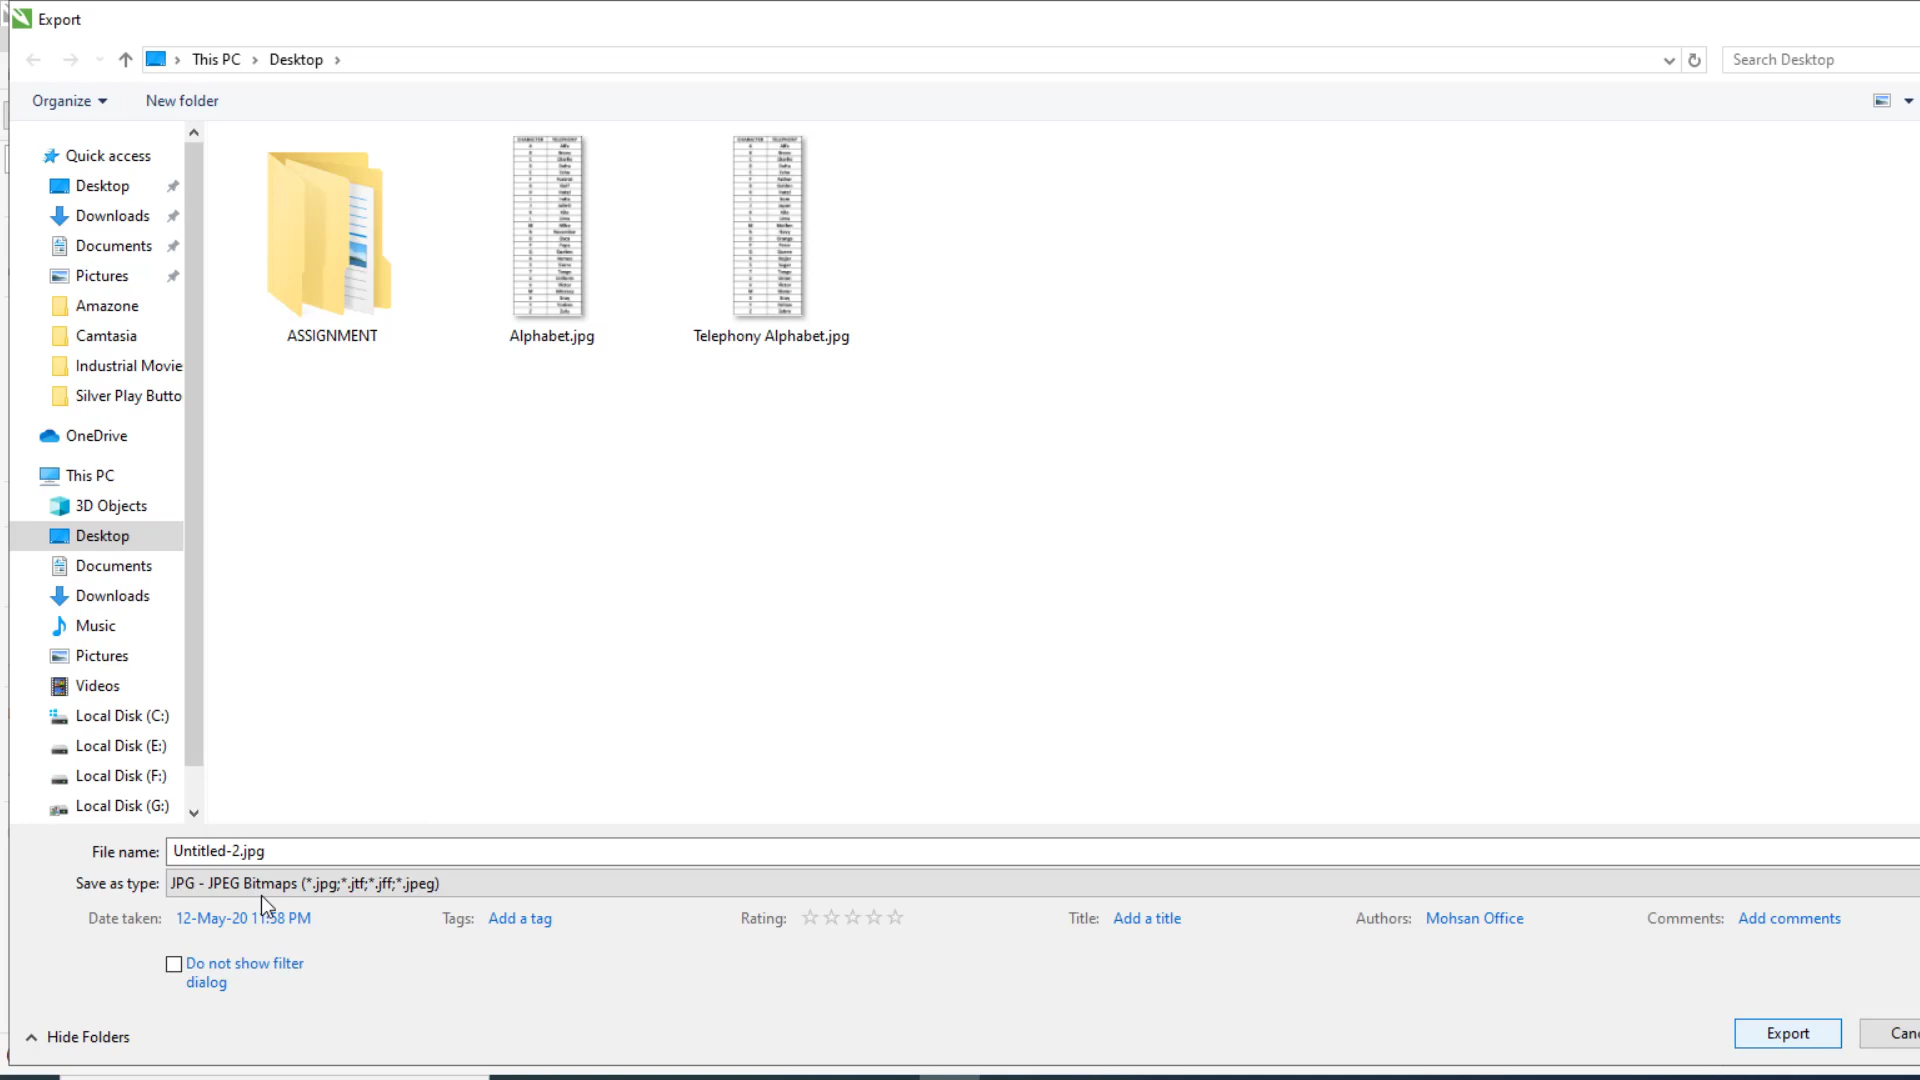 Export
This PC
Desktop
Search Desktop
Organize
New folder
Quick access
Desktop
Downloads
Documents
Pictures
Amazone
Camtasia
Industrial Movie
Silver Play Butto
OneDrive
This PC
3D Objects
Desktop
Documents
Downloads
Music
Pictures
Videos
Local Disk (C:)
Local Disk (E:)
Local Disk (F:)
Local Disk (G:)
ASSIGNMENT
Alphabet.jpg
Telephony Alphabet.jpg
File name: Untitled-2.jpg
Save as type: JPG - JPEG Bitmaps (*.jpg;*.jtf;*.jff;*.jpeg)
Date taken: 12-May-20 11:58 PM Tags: Add a tag Rating: Title: Add a title Authors: Mohsan Office Comments: Add comments
Do not show filter
dialog
Hide Folders
Export
Canc